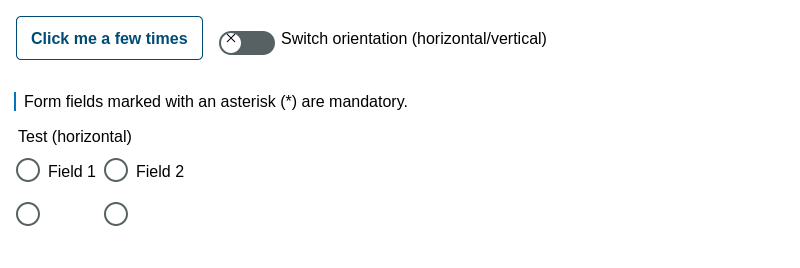 Click me a few times
Switch orientation (horizontal/vertical)
Form fields marked with an asterisk (*) are mandatory.
Test (horizontal)
Field 1 Field 2